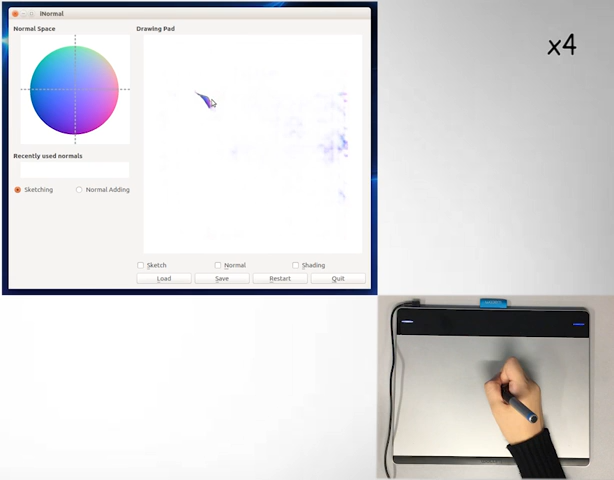 INormal
Normal Space
Drawing Pad
x4
Recently used normals
Sketching
Normal Adding
Sketch
Normal
Shading
Load
Save
Restart
Quit